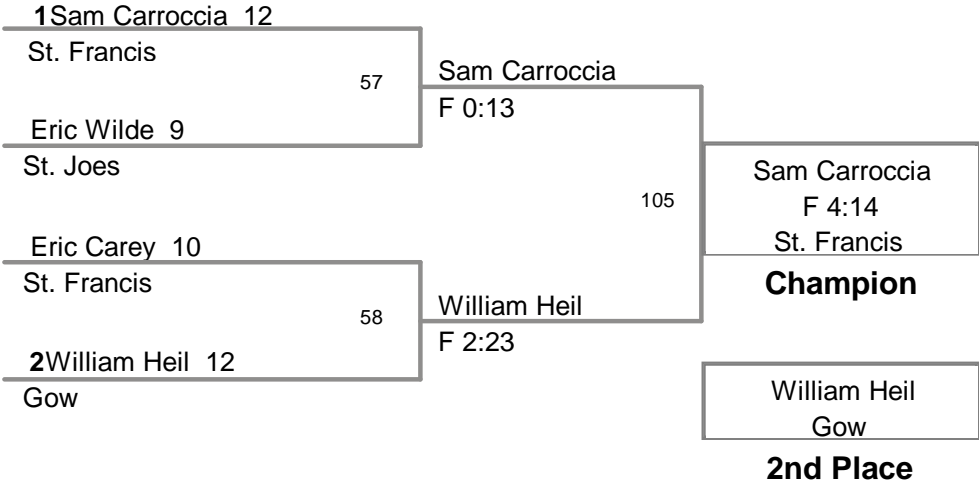 1Sam Carroccia 12
St. Francis
57
Sam Carroccia
F 0:13
Eric Wilde 9
St. Joes
105
Sam Carroccia
F 4:14
St. Francis
Champion
Eric Carey 10
St. Francis
58
William Heil
F 2:23
2William Heil 12
Gow
William Heil
Gow
2nd Place